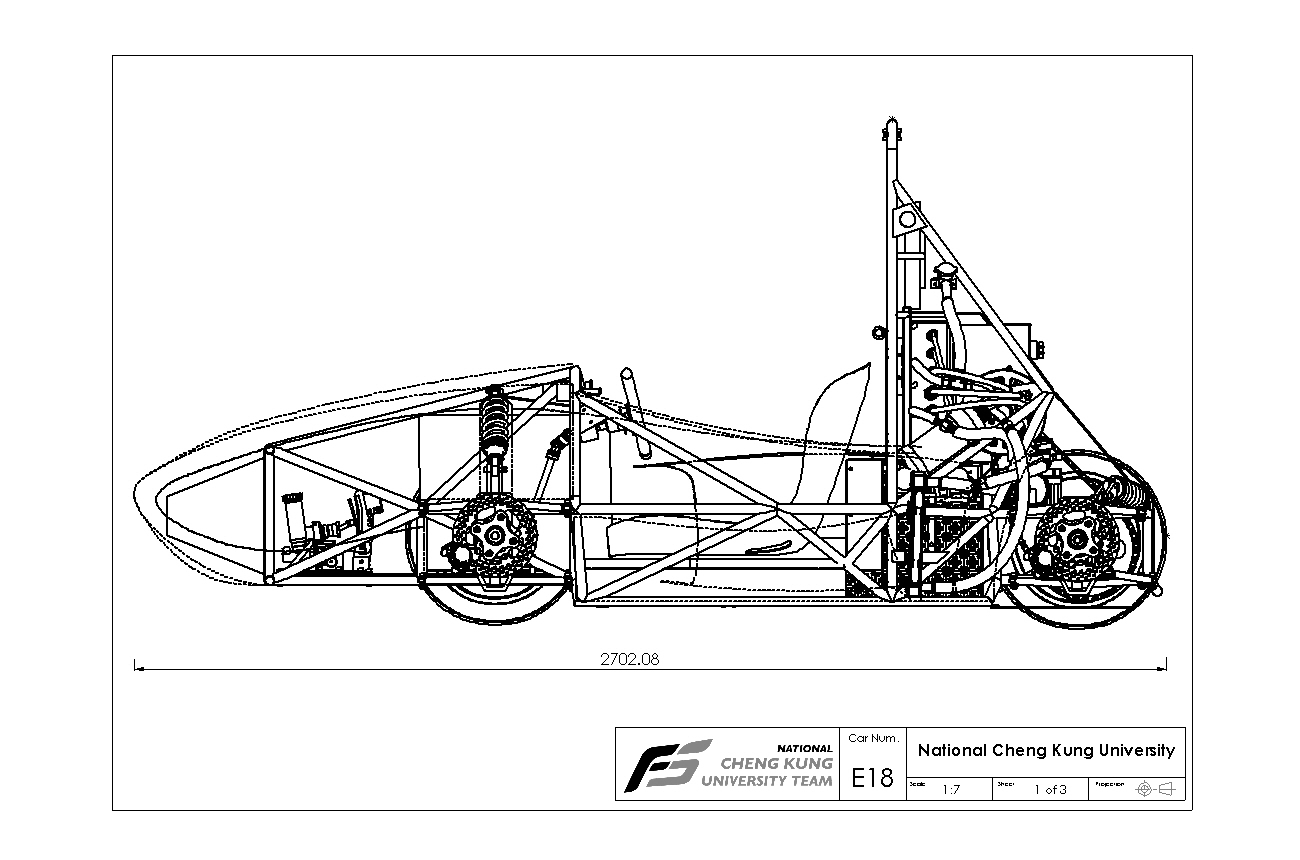 2702.08
NATIONAL
CHENG KUNG
UNIVERSITY TEAM
Car Num.
E18
National Cheng Kung University
Scale
1:7
Sheet
1 of 3
Projection